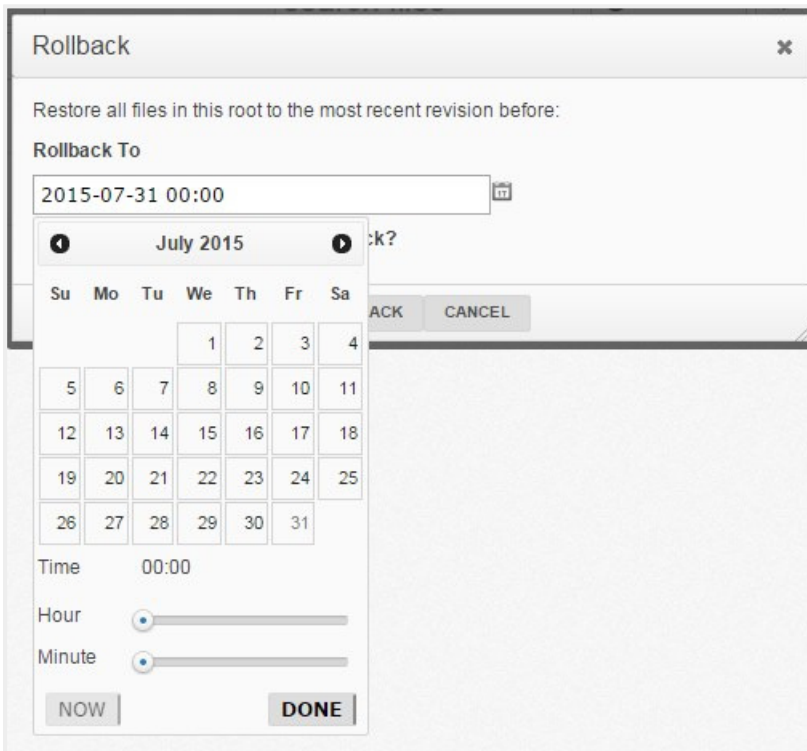 Rollback
Restore all files in this root to the most recent revision before:
Rollback To
2015-07-31 00:00
17
July 2015
ck?
Su Mo Tu We Th Fr Sa
1 2 3 4
5 6 7 8 9 10 11
12 13 14 15 16 17 18
19 20 21 22 23 24 25
26 27 28 29 30 31
ACK CANCEL
Time 00:00
Hour
Minute
NOW DONE